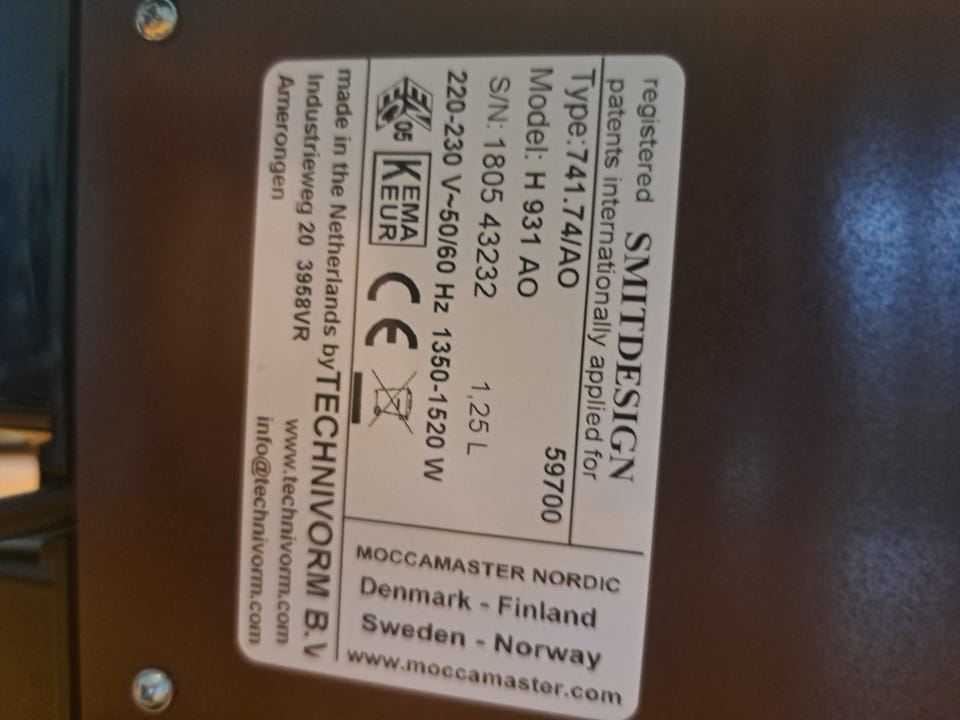 registered SMITDESIGN
patents internationally applied for
Type:741.74/AO
59700
Model: H 931 AO
S/N: 1805 43232
1,25 L
220-230 V~50/60 Hz 1350-1520 W
05 KEMA KEUR CE
made in the Netherlands by TECHNIVORM B.V
Industrieweg 20 3958VR www.technivorm.com
Amerongen info@technivorm.com
MOCCAMASTER NORDIC
Denmark - Finland
Sweden - Norway
www.moccamaster.com